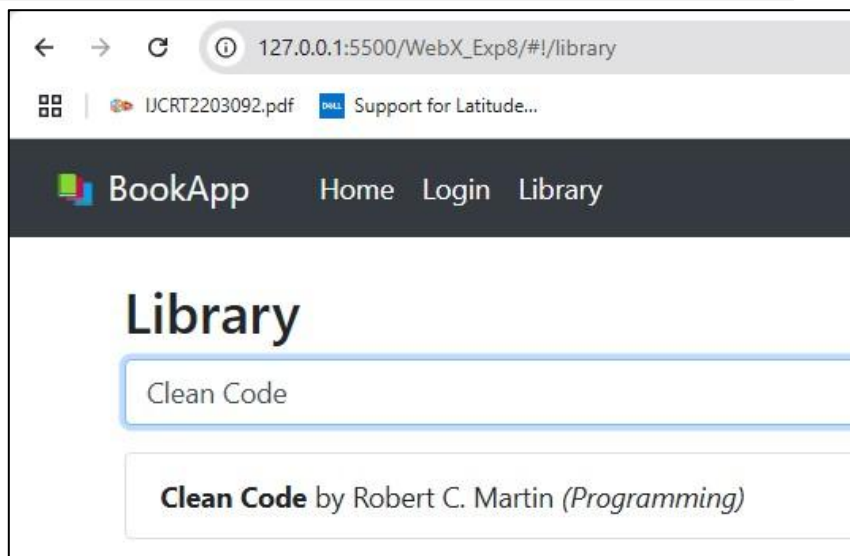 127.0.0.1:5500/WebX_Exp8/#!/library
IJCRT2203092.pdf DELL Support for Latitude...
BookApp Home Login Library
Library
Clean Code
Clean Code by Robert C. Martin (Programming)